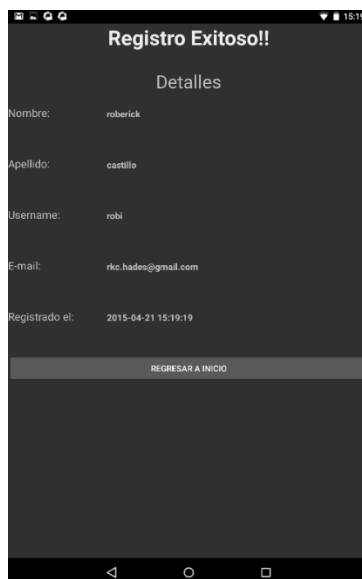 15:19
Registro Exitoso!!
Detalles
Nombre: roberick
Apellido: castillo
Username: robi
E-mail: rkc.hades@gmail.com
Registrado el: 2015-04-21 15:19:19
REGRESAR A INICIO